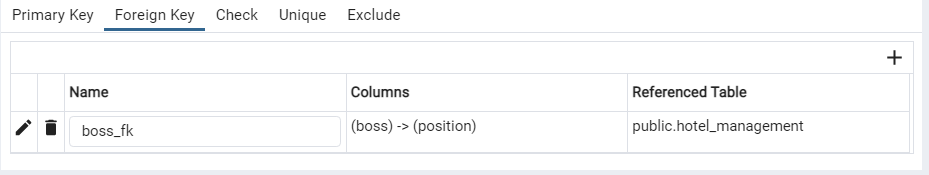 Primary Key Foreign Key Check Unique Exclude
Name Columns Referenced Table
boss_fk (boss) -> (position) public.hotel_management